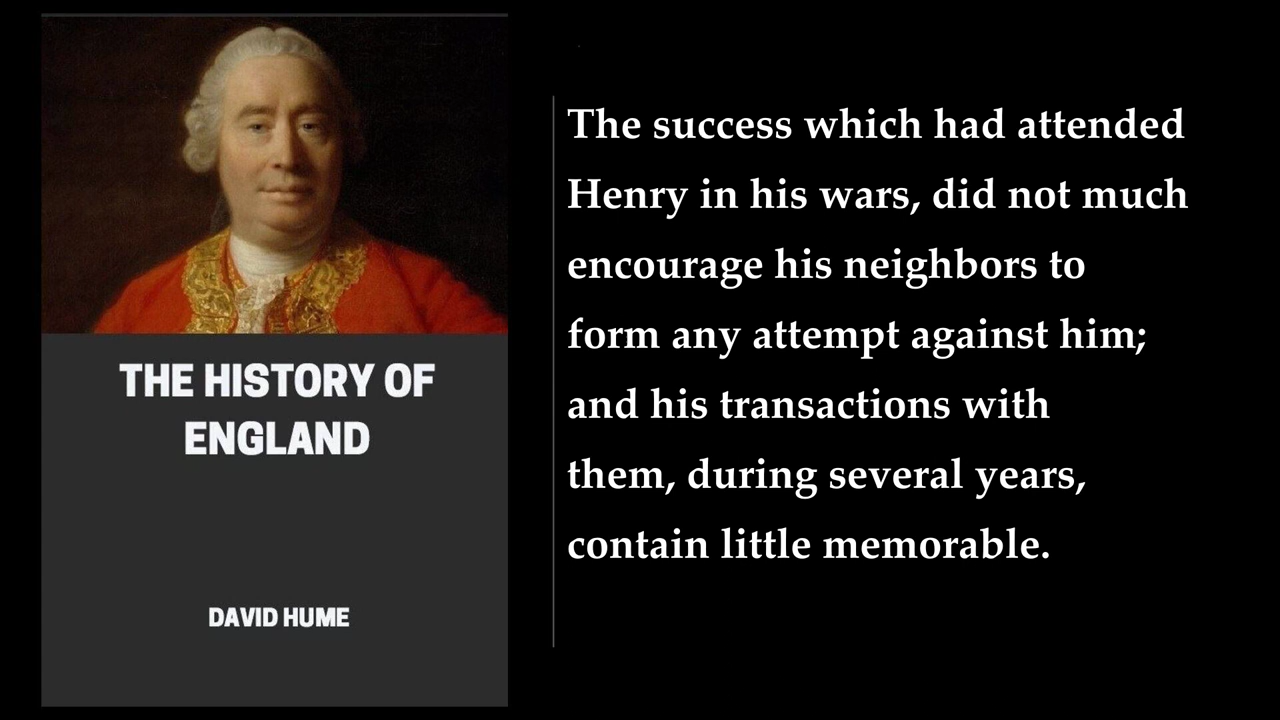 THE HISTORY OF
ENGLAND
DAVID HUME
The success which had attended
Henry in his wars, did not much
encourage his neighbors to
form any attempt against him;
and his transactions with
them, during several years,
contain little memorable.